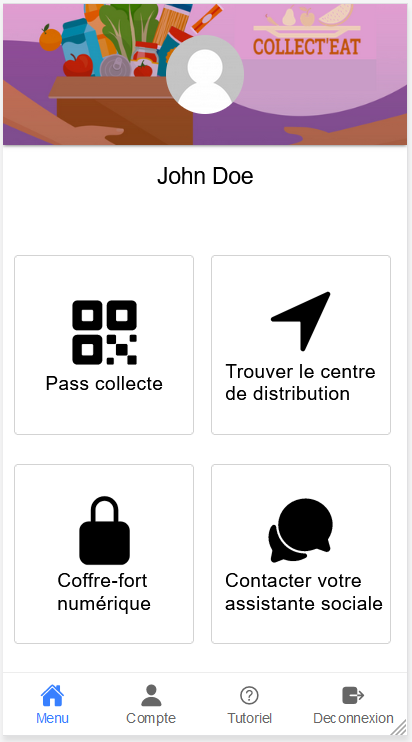 COLLECT'EAT
John Doe
Pass collecte
Trouver le centre
de distribution
Coffre-fort
numérique
Contacter votre
assistante sociale
Menu
Compte
Tutoriel
Deconnexion